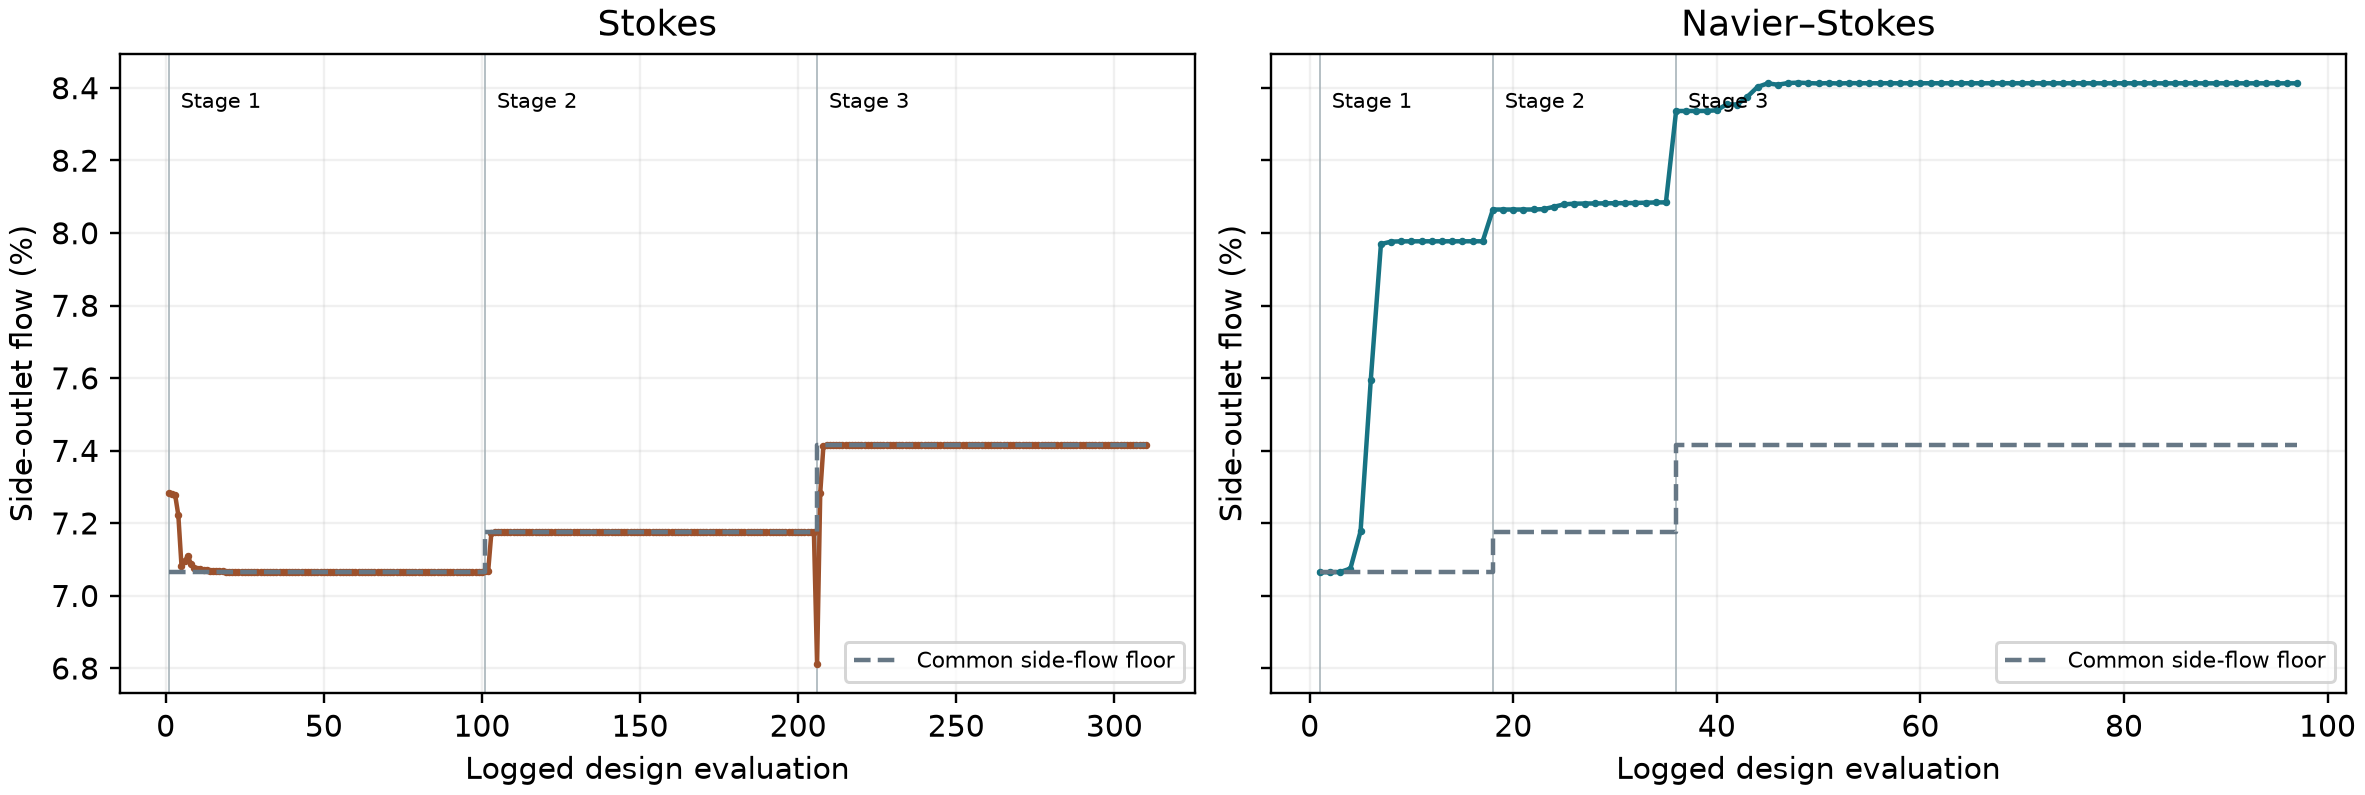 Stokes
Side-outlet flow (%)
8.4
8.2
8.0
7.8
7.6
7.4
7.2
7.0
6.8
Stage 1
Stage 2
Stage 3
Common side-flow floor
0
50
100
150
200
250
300
Logged design evaluation
Navier–Stokes
Side-outlet flow (%)
Stage 1
Stage 2
Stage 3
Common side-flow floor
0
20
40
60
80
100
Logged design evaluation